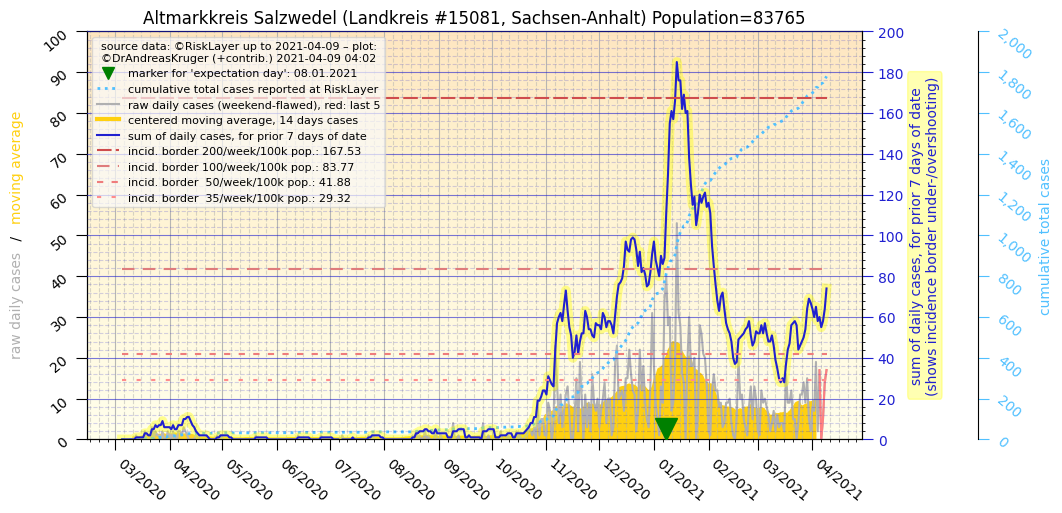 Altmarkkreis Salzwedel (Landkreis #15081, Sachsen-Anhalt) Population=83765
source data: ©RiskLayer up to 2021-04-09 – plot:
©DrAndreasKruger (+contrib.) 2021-04-09 04:02
marker for 'expectation day': 08.01.2021
cumulative total cases reported at RiskLayer
raw daily cases (weekend-flawed), red: last 5
centered moving average, 14 days cases
sum of daily cases, for prior 7 days of date
incid. border 200/week/100k pop.: 167.53
incid. border 100/week/100k pop.: 83.77
incid. border  50/week/100k pop.: 41.88
incid. border  35/week/100k pop.: 29.32
raw daily cases / moving average
100
90
80
70
60
50
40
30
20
10
0
03/2020
04/2020
05/2020
06/2020
07/2020
08/2020
09/2020
10/2020
11/2020
12/2020
01/2021
02/2021
03/2021
04/2021
200
180
160
140
120
100
80
60
40
20
0
sum of daily cases, for prior 7 days of date
(shows incidence border under-/overshooting)
2,000
1,800
1,600
1,400
1,200
1,000
800
600
400
200
0
cumulative total cases